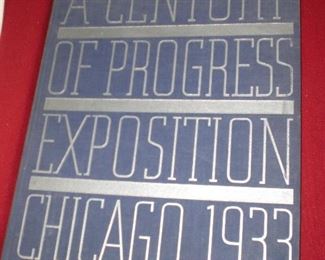 A CENTURY
OF PROGRESS
EXPOSITION
CHICAGO 1933